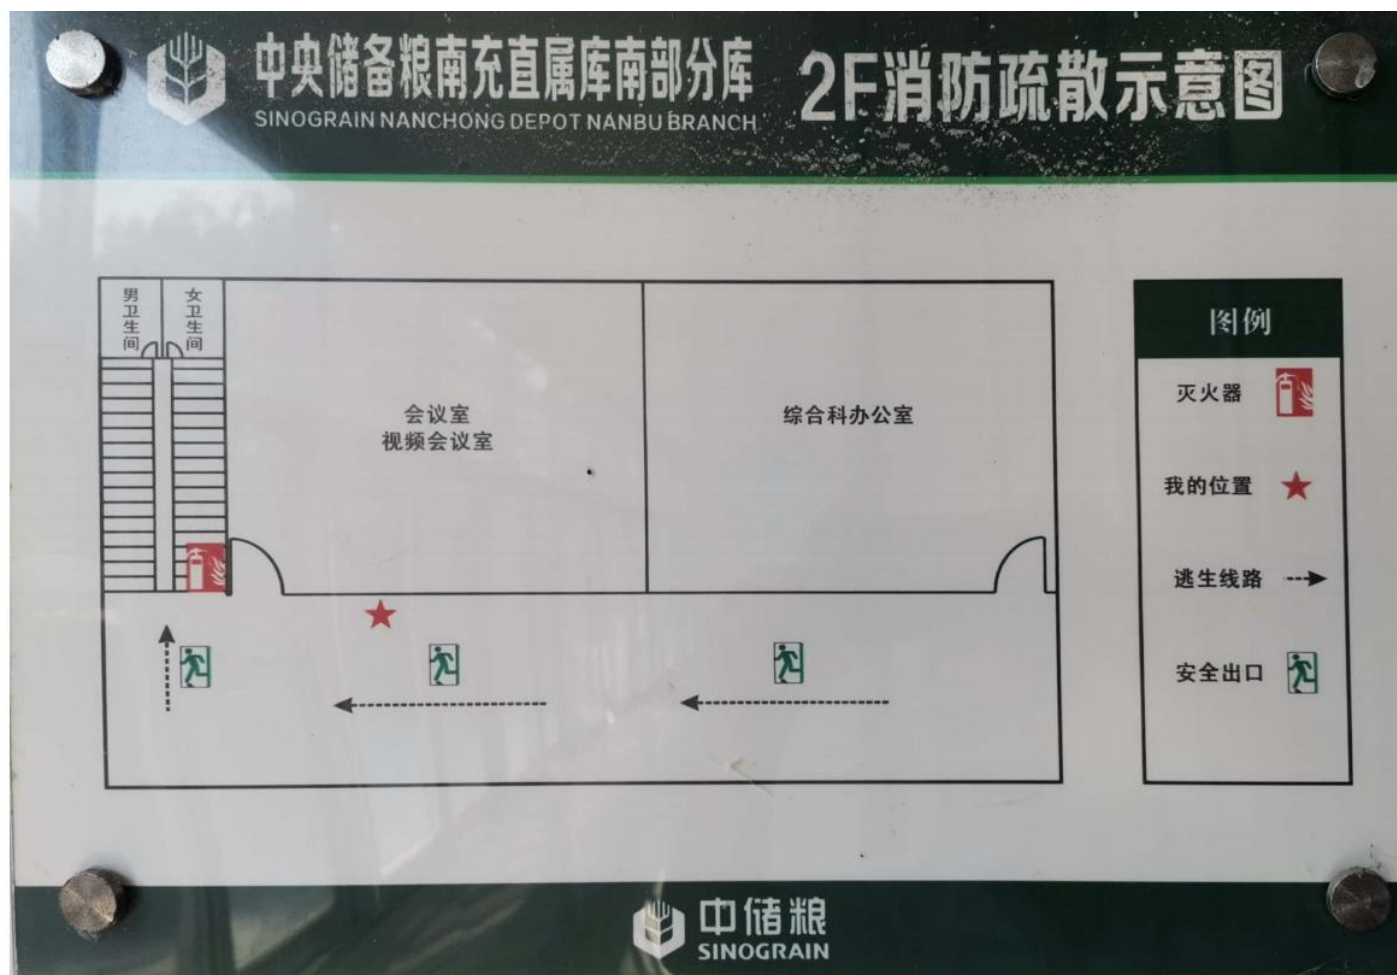 中央储备粮南充直属库南部分库
SINOGRAIN NANCHONG DEPOT NANBU BRANCH
2F消防疏散示意图
男卫生间
女卫生间
会议室
视频会议室
综合科办公室
图例
灭火器
我的位置
逃生线路
安全出口
中储粮
SINOGRAIN